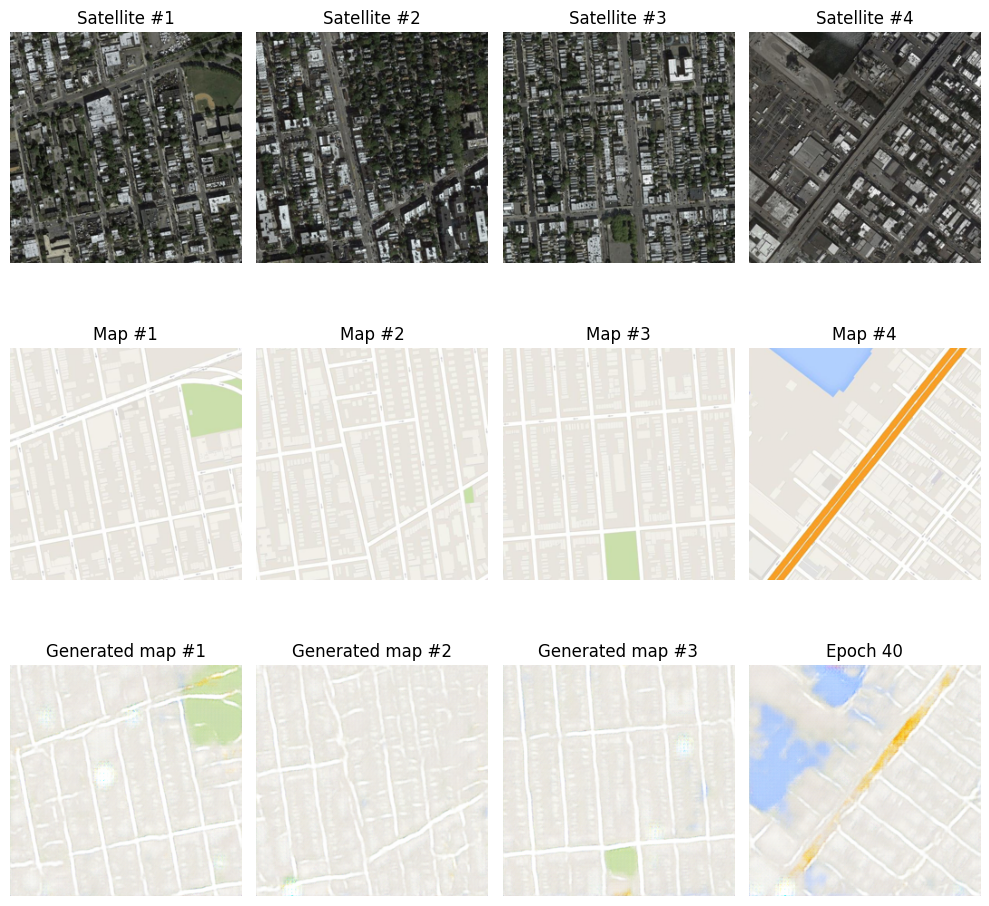 Satellite #1
Satellite #2
Satellite #3
Satellite #4
Map #1
Map #2
Map #3
Map #4
Generated map #1
Generated map #2
Generated map #3
Epoch 40